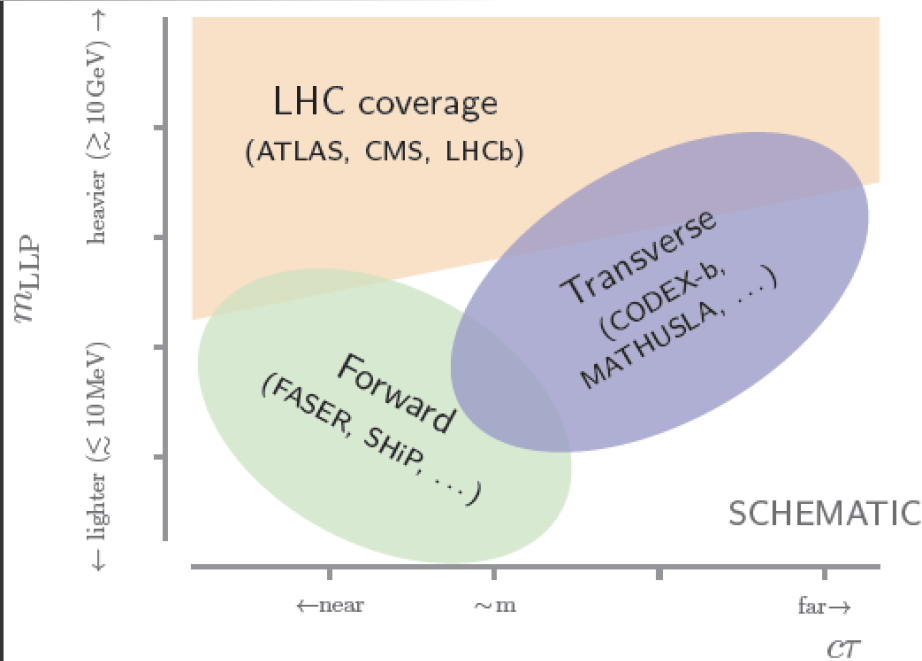 heavier (≳ 10 GeV) →
m_LLP
← lighter (≲ 10 MeV)
LHC coverage
(ATLAS, CMS, LHCb)
Transverse
(CODEX-b,
MATHUSLA, ...)
Forward
(FASER, SHiP, ...)
SCHEMATIC
←near
~m
far→
cτ